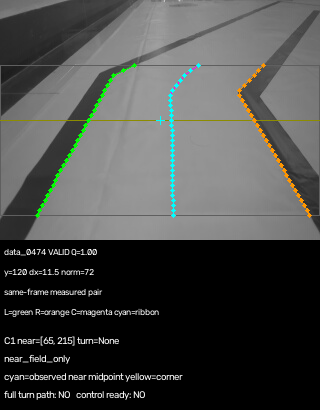 data_0474 VALID Q=1.00
y=120 dx=11.5 norm=72
same-frame measured pair
L=green R=orange C=magenta cyan=ribbon
C1 near=[65, 215] turn=None
near_field_only
cyan=observed near midpoint yellow=corner
full turn path: NO control ready: NO